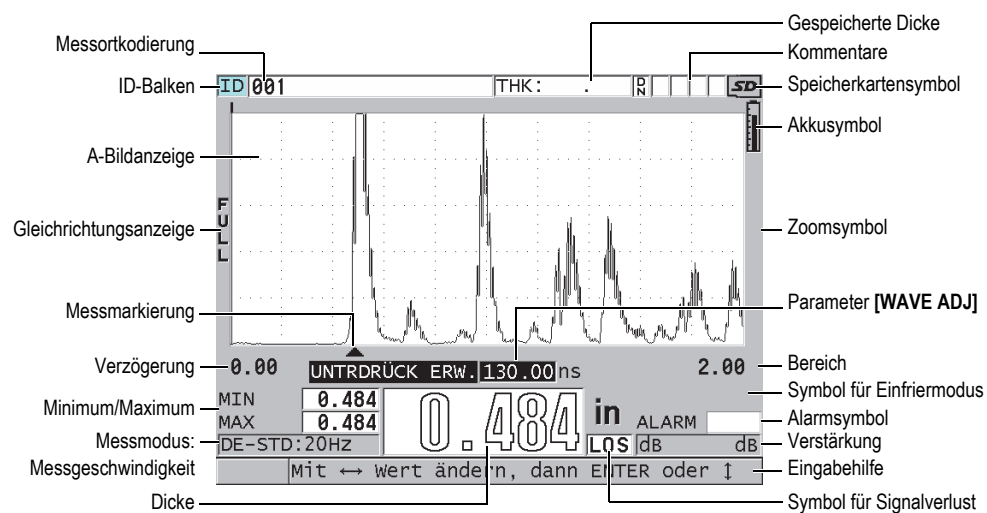 Messortkodierung
Gespeicherte Dicke
Kommentare
ID-Balken
ID 001
THK: .
DN
SD
Speicherkartensymbol
Akkusymbol
A-Bildanzeige
FULL
Gleichrichtungsanzeige
Zoomsymbol
Messmarkierung
Parameter [WAVE ADJ]
Verzögerung
0.00
UNTRDRÜCK ERW. 130.00 ns
2.00
Bereich
Symbol für Einfriermodus
Minimum/Maximum
MIN 0.484
MAX 0.484
0.484 in
ALARM
Alarmsymbol
Messmodus:
DE-STD:20Hz
LOS
dB dB
Verstärkung
Messgeschwindigkeit
Mit ↔ Wert ändern, dann ENTER oder ↕
Eingabehilfe
Dicke
Symbol für Signalverlust